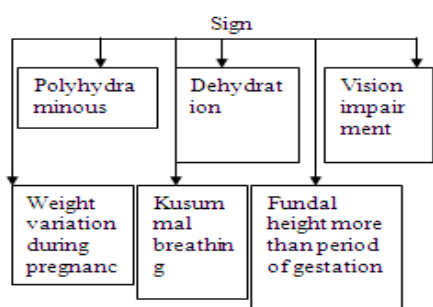 Sign
Polyhydra
minous
Dehydrat
ion
Vision
impair
ment
Weight
variation
during
pregnanc
Kusum
mal
breathin
g
Fundal
height more
than period
of gestation